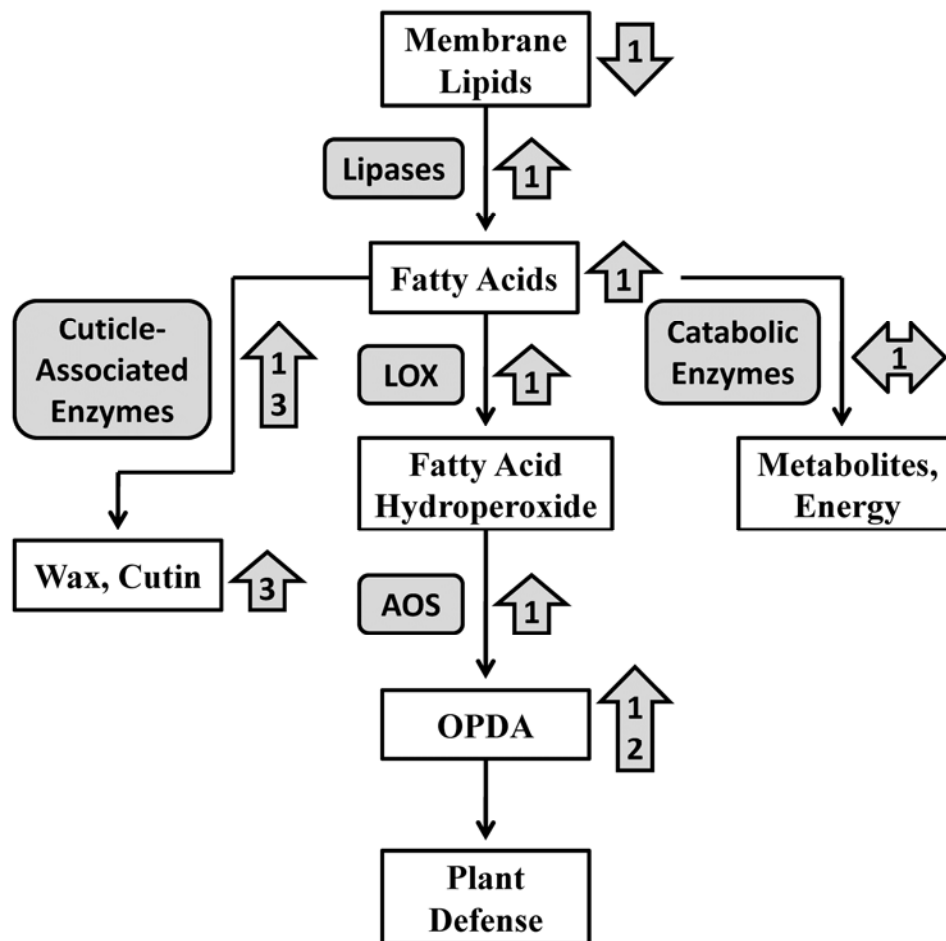 Membrane
Lipids
1
Lipases
1
Fatty Acids
1
Cuticle-
Associated
Enzymes
1
3
LOX
1
Catabolic
Enzymes
1
Fatty Acid
Hydroperoxide
Metabolites,
Energy
Wax, Cutin
3
AOS
1
OPDA
1
2
Plant
Defense